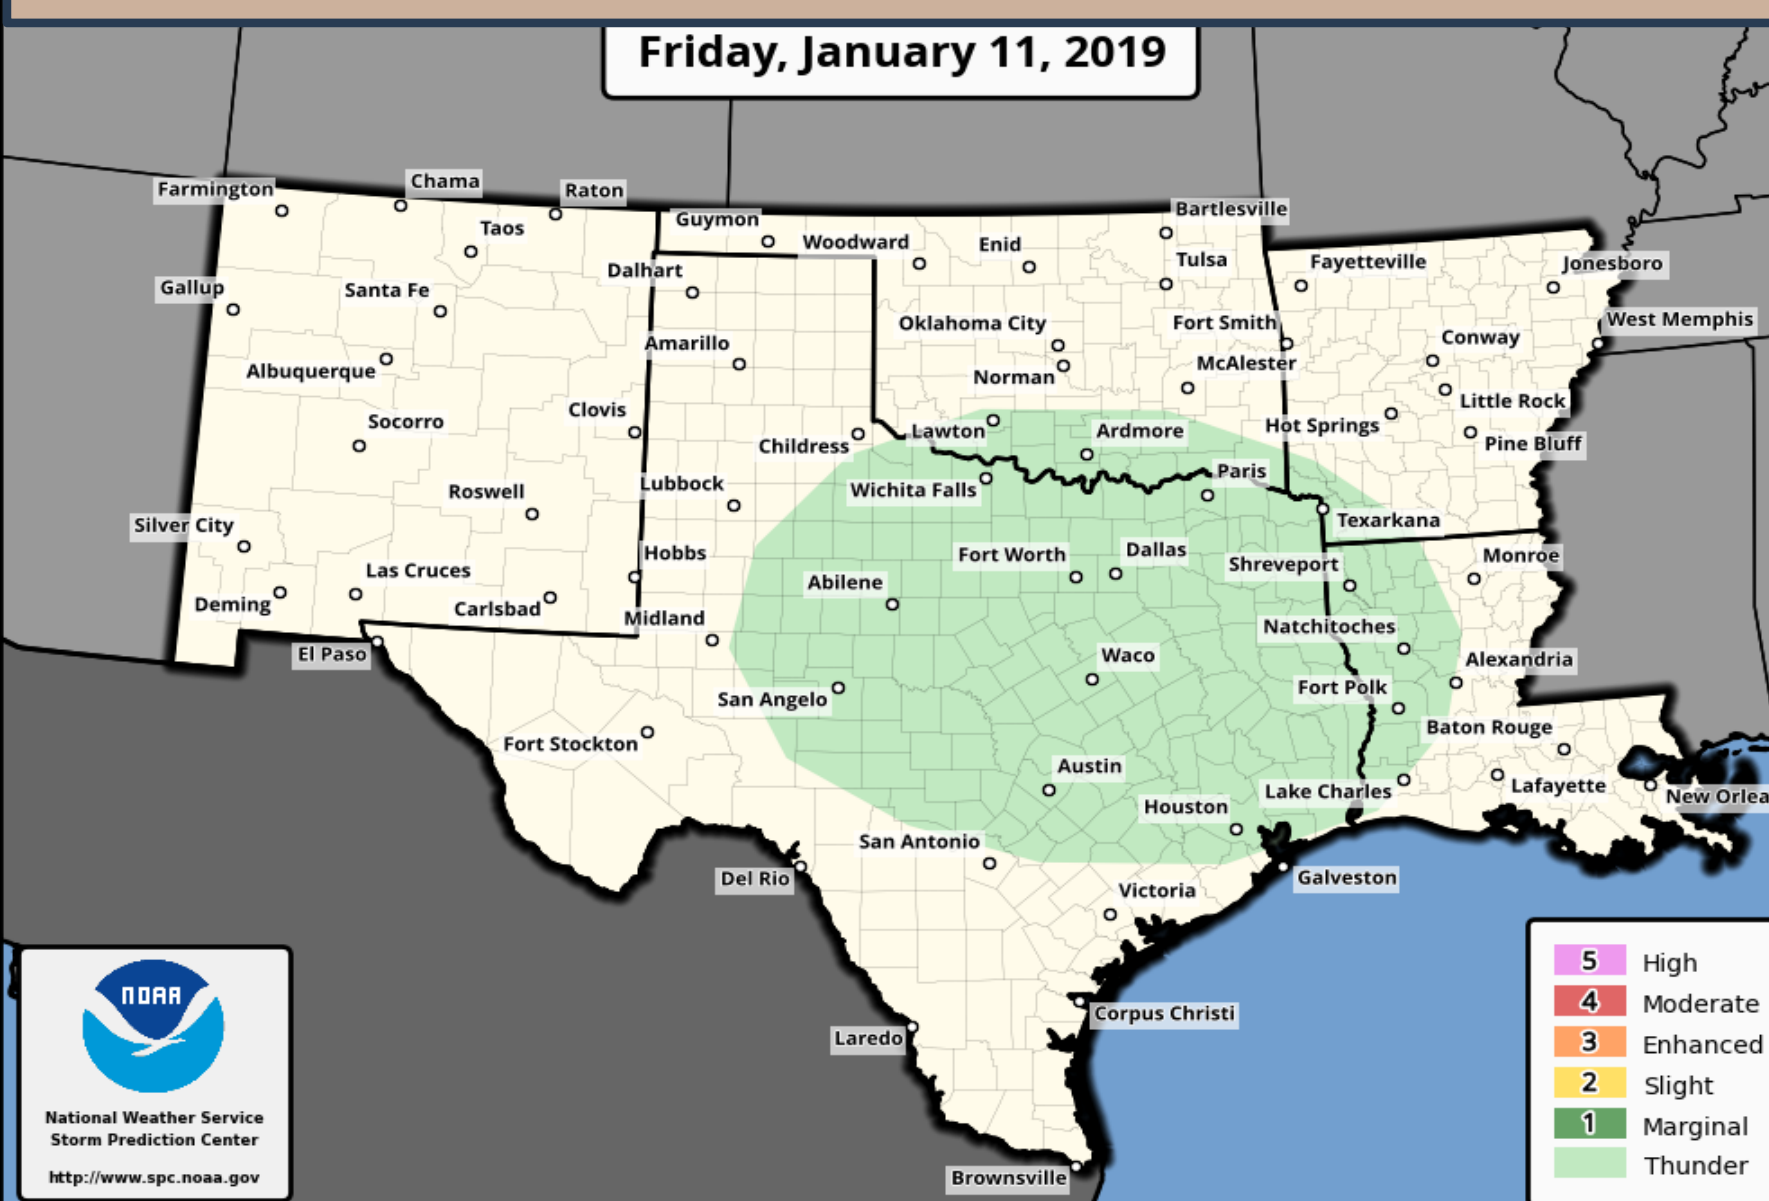 Friday, January 11, 2019
Farmington
Chama
Raton
Taos
Guymon
Woodward
Enid
Bartlesville
Tulsa
Fayetteville
Jonesboro
Gallup
Santa Fe
Dalhart
Oklahoma City
Fort Smith
West Memphis
Conway
Albuquerque
Amarillo
Norman
McAlester
Little Rock
Socorro
Clovis
Childress
Lawton
Ardmore
Hot Springs
Pine Bluff
Roswell
Lubbock
Wichita Falls
Paris
Texarkana
Silver City
Hobbs
Fort Worth
Dallas
Shreveport
Monroe
Las Cruces
Abilene
Deming
Carlsbad
Midland
Natchitoches
El Paso
Waco
Alexandria
San Angelo
Fort Polk
Fort Stockton
Baton Rouge
Austin
Lake Charles
Lafayette
New Orlea
Houston
San Antonio
Del Rio
Galveston
Victoria
Corpus Christi
Laredo
Brownsville
NOAA
National Weather Service
Storm Prediction Center
http://www.spc.noaa.gov
5 High
4 Moderate
3 Enhanced
2 Slight
1 Marginal
Thunder